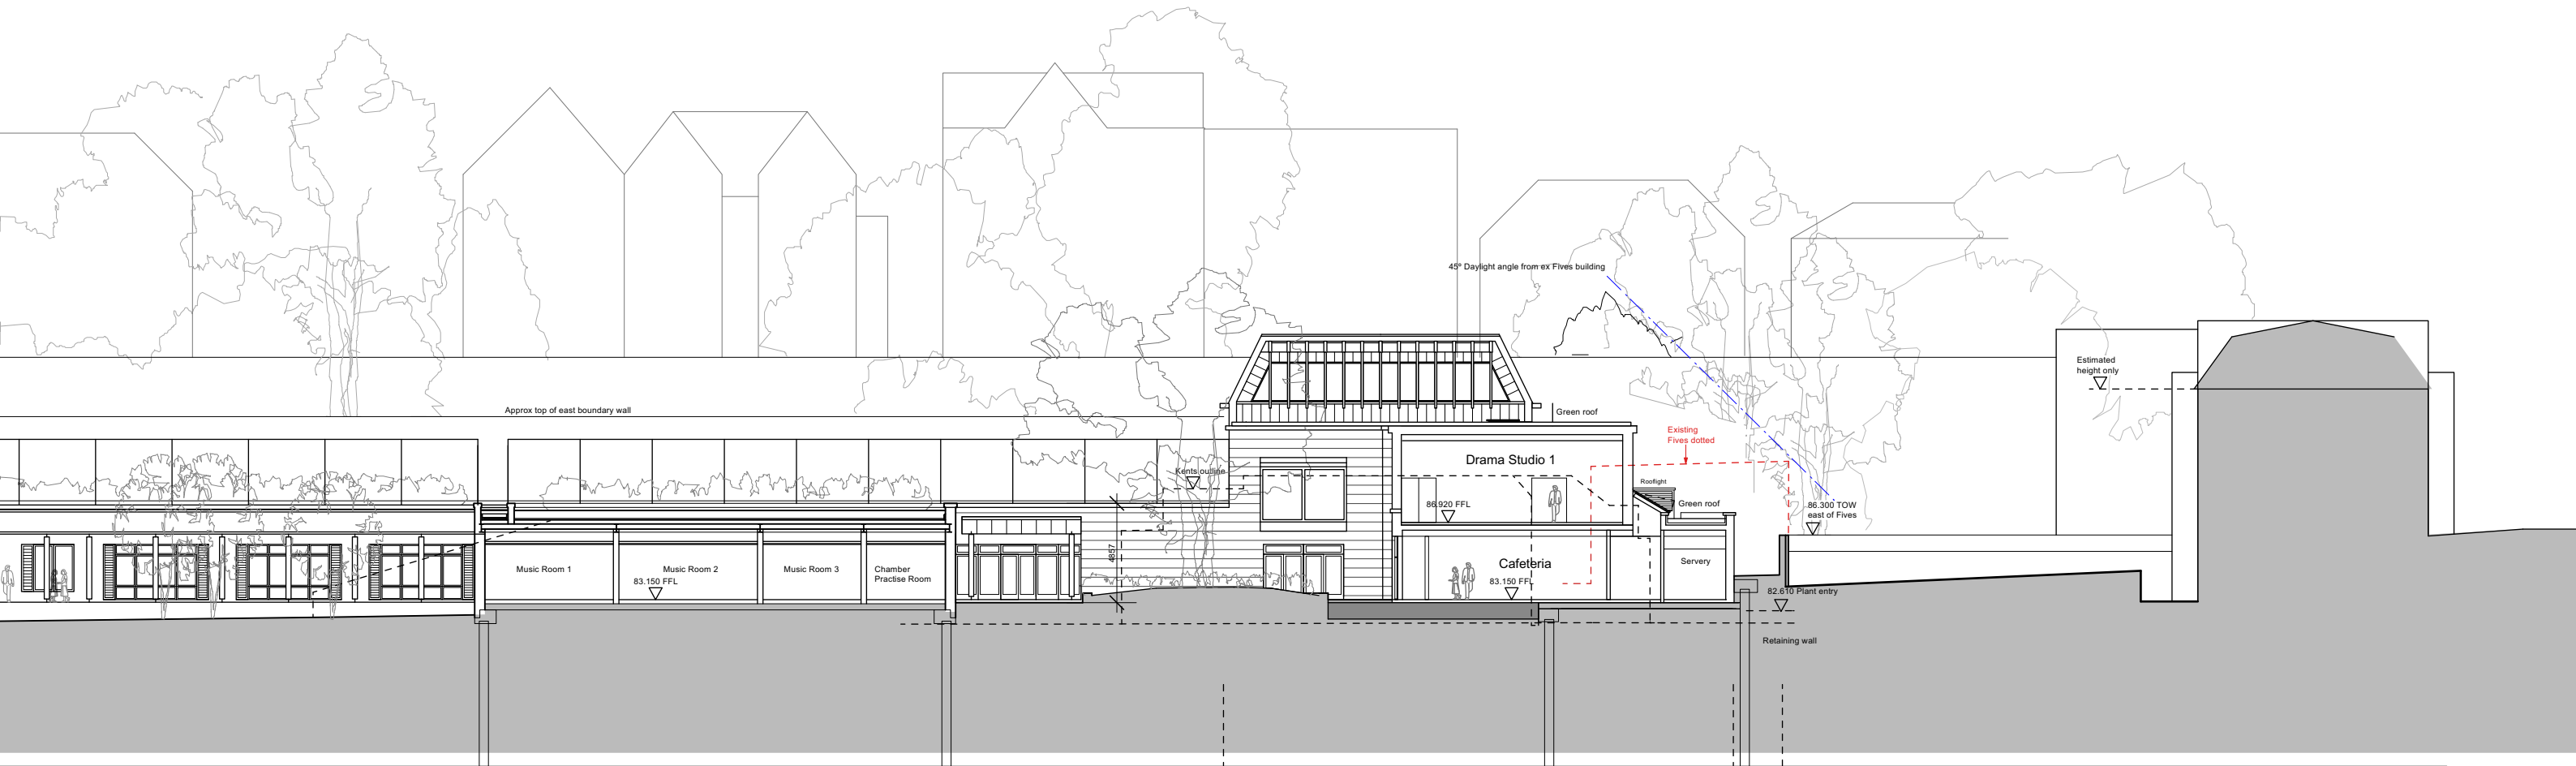 45º Daylight angle from ex Fives building
Estimated
height only
Approx top of east boundary wall
Green roof
Existing
Fives dotted
Drama Studio 1
Kents outline
Rooflight
86.920 FFL
Green roof
86.300 TOW
east of Fives
4857
Music Room 1
Music Room 2
Music Room 3
Chamber
Practise Room
83.150 FFL
Cafeteria
Servery
83.150 FFL
82.610 Plant entry
Retaining wall